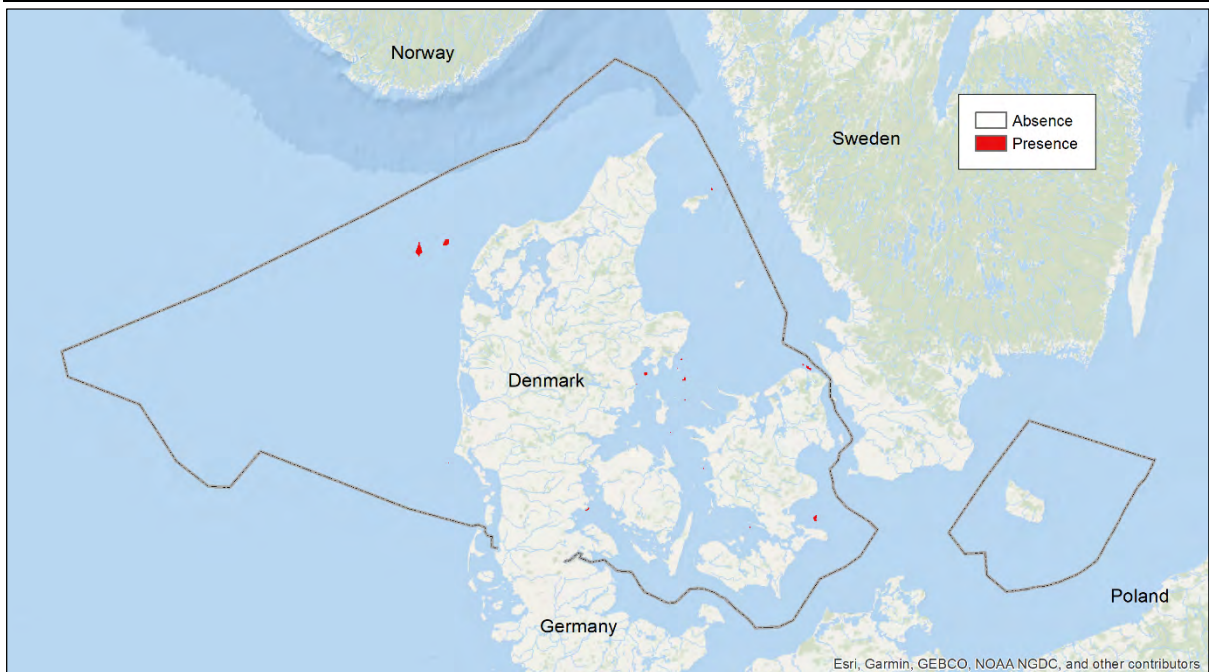 Norway
Absence
Presence
Sweden
Denmark
Poland
Germany
Esri, Garmin, GEBCO, NOAA NGDC, and other contributors